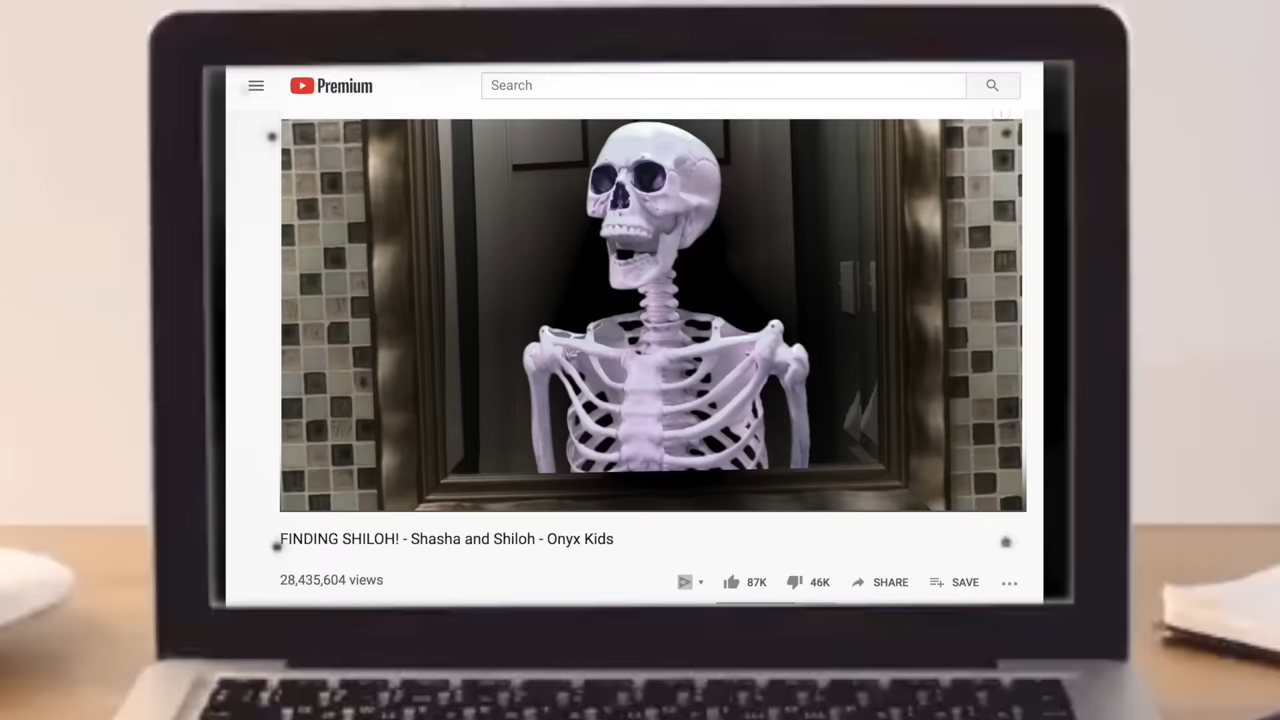 Premium
Search
FINDING SHILOH! - Shasha and Shiloh - Onyx Kids
28,435,604 views
87K
46K
SHARE
SAVE